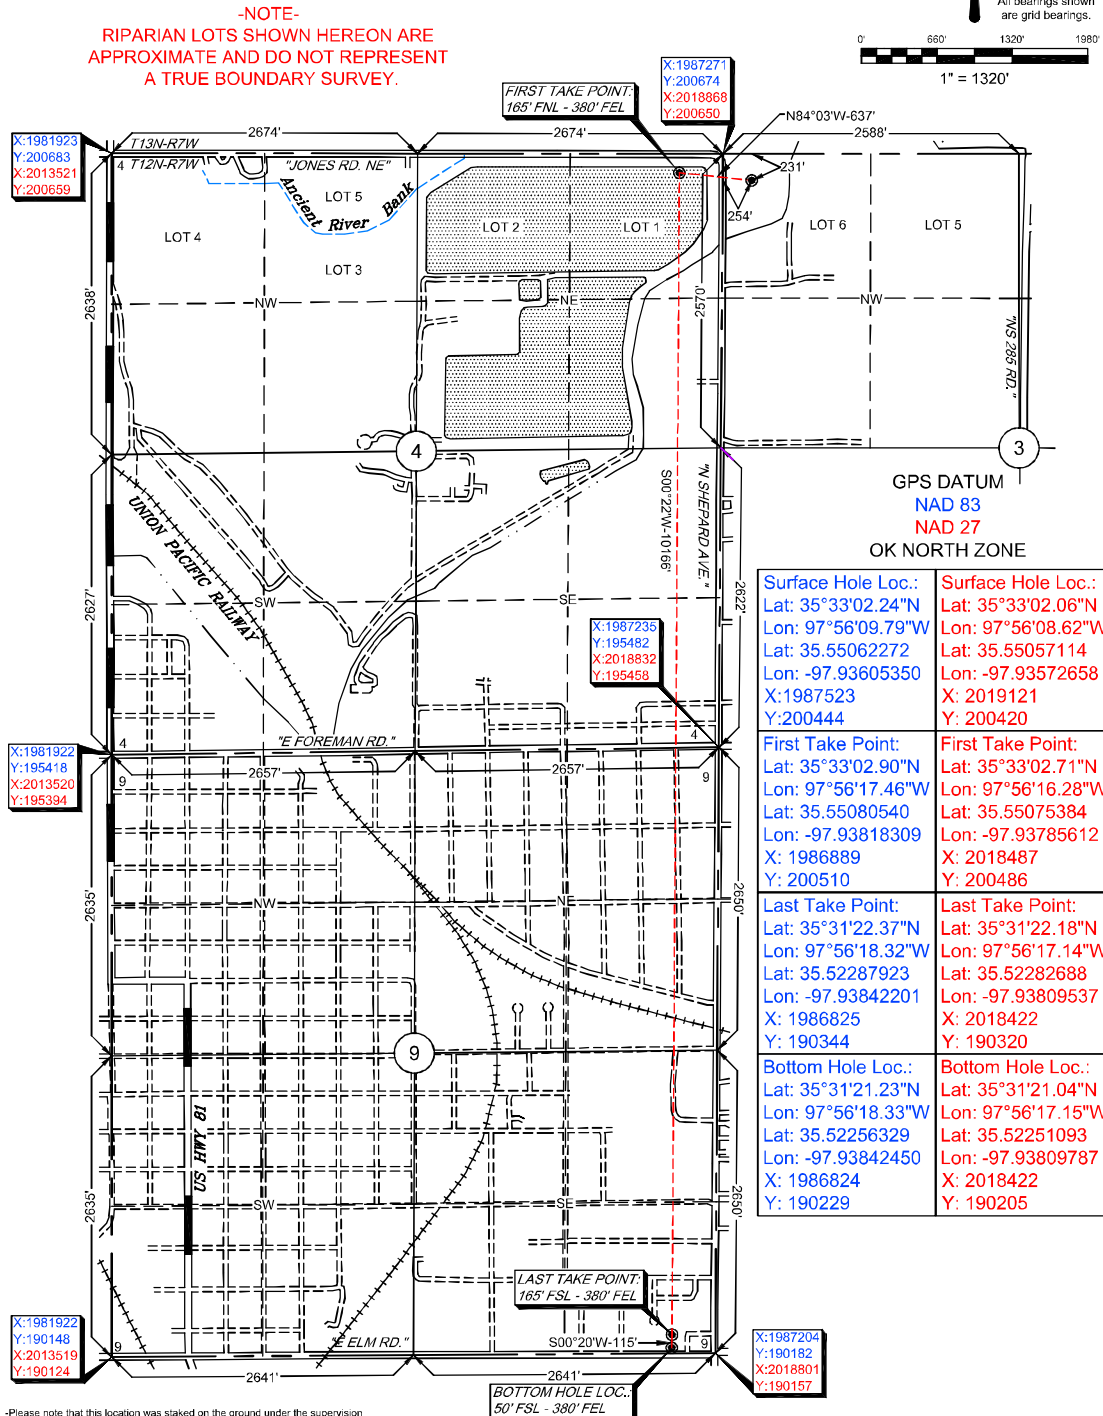 -NOTE-
RIPARIAN LOTS SHOWN HEREON ARE
APPROXIMATE AND DO NOT REPRESENT
A TRUE BOUNDARY SURVEY.
All bearings shown
are grid bearings.
0' 660' 1320' 1980'
1" = 1320'
FIRST TAKE POINT:
165' FNL - 380' FEL
X:1987271
Y:200674
X:2018868
Y:200650
N84°03'W-637'
X:1981923
Y:200683
X:2013521
Y:200659
2674'
2674'
2588'
T13N-R7W
T12N-R7W
4
"JONES RD. NE"
231'
254'
Ancient River Bank
LOT 5
LOT 4
LOT 3
LOT 2
LOT 1
LOT 6
LOT 5
NW
NE
NW
2638'
2570'
"NS 285 RD."
4
3
UNION PACIFIC RAILWAY
S00°22'W-10166'
"N SHEPARD AVE."
GPS DATUM
NAD 83
NAD 27
OK NORTH ZONE
2627'
2622'
SW
SE
X:1987235
Y:195482
X:2018832
Y:195458
Surface Hole Loc.:
Lat: 35°33'02.24"N
Lon: 97°56'09.79"W
Lat: 35.55062272
Lon: -97.93605350
X:1987523
Y:200444
Surface Hole Loc.:
Lat: 35°33'02.06"N
Lon: 97°56'08.62"W
Lat: 35.55057114
Lon: -97.93572658
X: 2019121
Y: 200420
First Take Point:
Lat: 35°33'02.90"N
Lon: 97°56'17.46"W
Lat: 35.55080540
Lon: -97.93818309
X: 1986889
Y: 200510
First Take Point:
Lat: 35°33'02.71"N
Lon: 97°56'16.28"W
Lat: 35.55075384
Lon: -97.93785612
X: 2018487
Y: 200486
Last Take Point:
Lat: 35°31'22.37"N
Lon: 97°56'18.32"W
Lat: 35.52287923
Lon: -97.93842201
X: 1986825
Y: 190344
Last Take Point:
Lat: 35°31'22.18"N
Lon: 97°56'17.14"W
Lat: 35.52282688
Lon: -97.93809537
X: 2018422
Y: 190320
Bottom Hole Loc.:
Lat: 35°31'21.23"N
Lon: 97°56'18.33"W
Lat: 35.52256329
Lon: -97.93842450
X: 1986824
Y: 190229
Bottom Hole Loc.:
Lat: 35°31'21.04"N
Lon: 97°56'17.15"W
Lat: 35.52251093
Lon: -97.93809787
X: 2018422
Y: 190205
X:1981922
Y:195418
X:2013520
Y:195394
4
"E FOREMAN RD."
4
9
2657'
2657'
9
2635'
2650'
NW
9
2635'
2650'
US HWY 81
SW
SE
LAST TAKE POINT:
165' FSL - 380' FEL
X:1981922
Y:190148
X:2013519
Y:190124
9
"E ELM RD."
S00°20'W-115'
9
X:1987204
Y:190182
X:2018801
Y:190157
2641'
2641'
BOTTOM HOLE LOC.:
50' FSL - 380' FEL
-Please note that this location was staked on the ground under the supervision